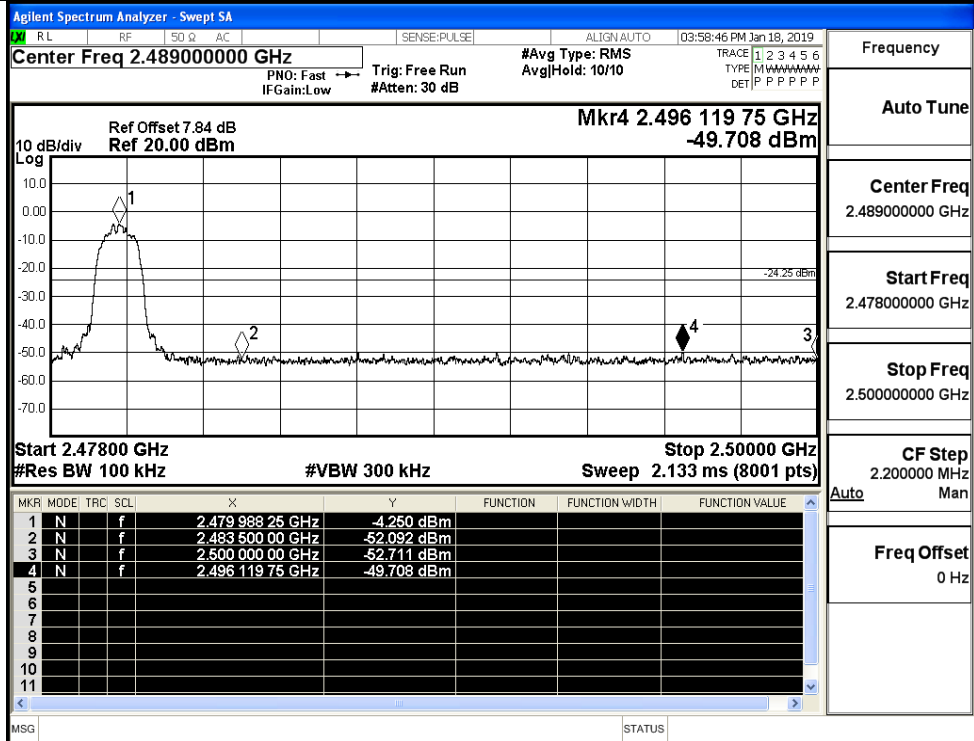 Agilent Spectrum Analyzer - Swept SA
LXI RL RF 50 Ω AC SENSE:PULSE ALIGN AUTO 03:58:46 PM Jan 18, 2019
Center Freq 2.489000000 GHz
PNO: Fast
IFGain:Low
Trig: Free Run
#Atten: 30 dB
#Avg Type: RMS
Avg|Hold: 10/10
TRACE 1 2 3 4 5 6
TYPE M WWWWW
DET P P P P P P
Mkr4 2.496 119 75 GHz
-49.708 dBm
Ref Offset 7.84 dB
10 dB/div Ref 20.00 dBm
Log
10.0
0.00
-10.0
-20.0
-30.0
-40.0
-50.0
-60.0
-70.0
1
2
3
4
-24.25 dBm
Start 2.47800 GHz Stop 2.50000 GHz
#Res BW 100 kHz #VBW 300 kHz Sweep 2.133 ms (8001 pts)
MKR MODE TRC SCL X Y FUNCTION FUNCTION WIDTH FUNCTION VALUE
1 N f 2.479 988 25 GHz -4.250 dBm
2 N f 2.483 500 00 GHz -52.092 dBm
3 N f 2.500 000 00 GHz -52.711 dBm
4 N f 2.496 119 75 GHz -49.708 dBm
5
6
7
8
9
10
11
MSG STATUS
Frequency
Auto Tune
Center Freq
2.489000000 GHz
Start Freq
2.478000000 GHz
Stop Freq
2.500000000 GHz
CF Step
2.200000 MHz
Auto Man
Freq Offset
0 Hz